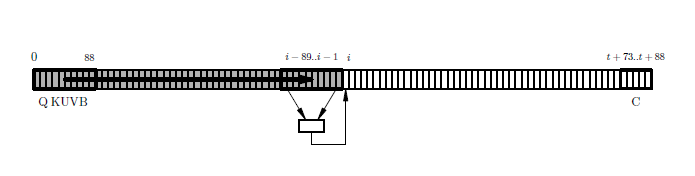 0 88 i − 89..i − 1 i t + 73..t + 88
Q KUVB C